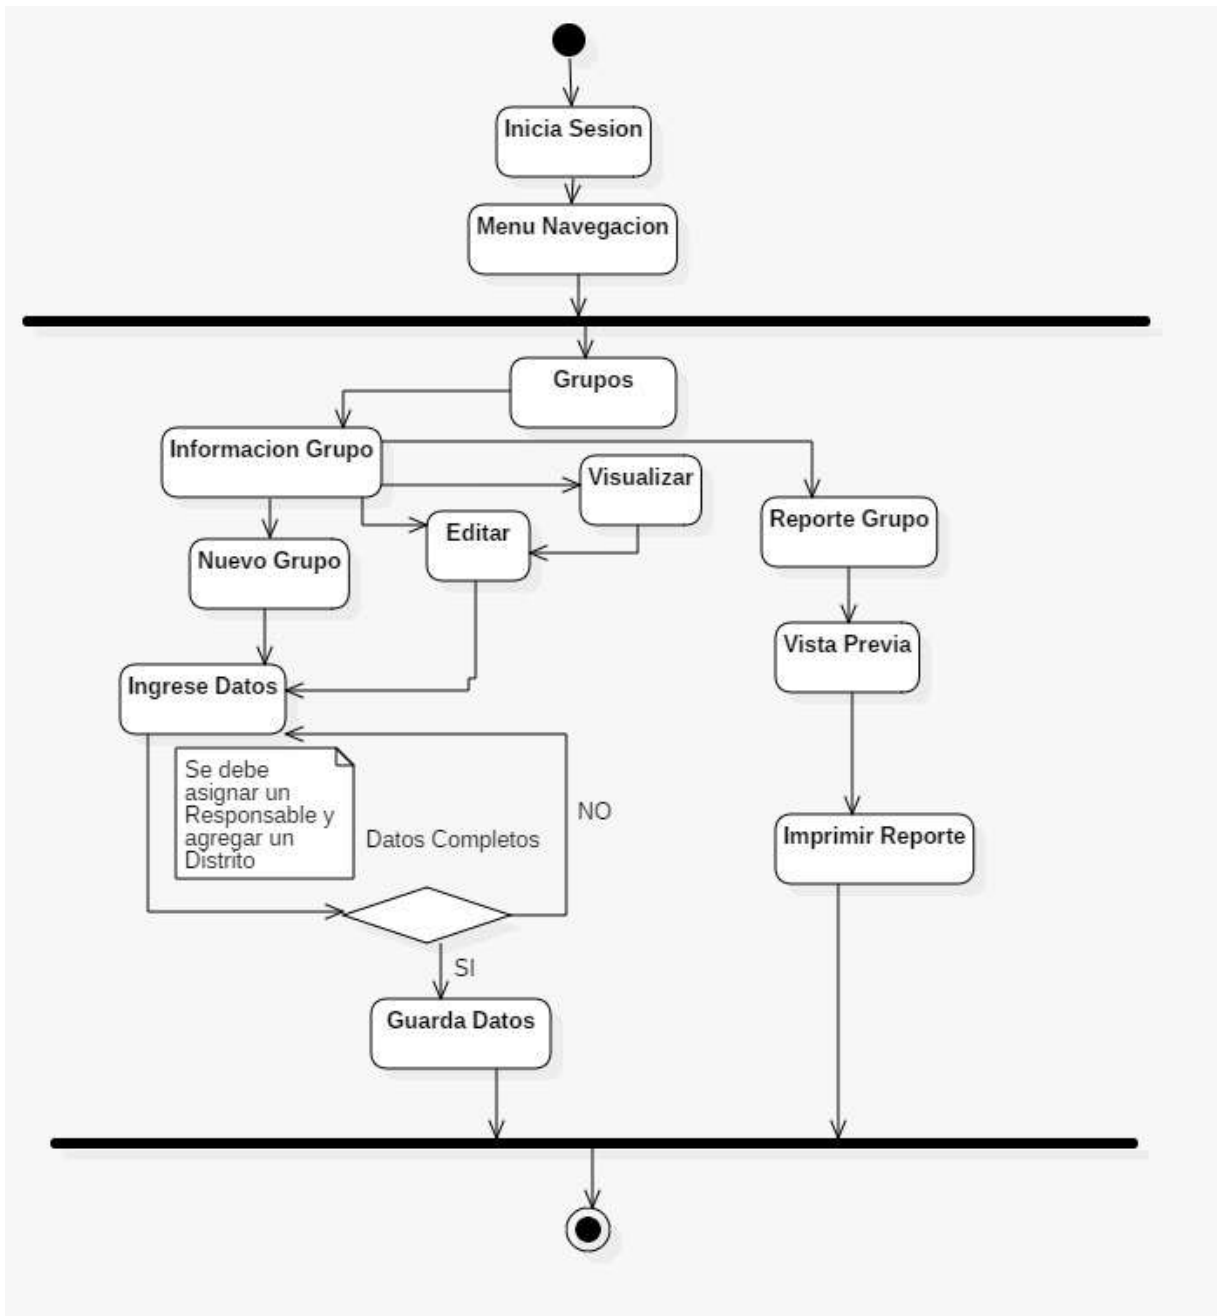 Inicia Sesion
Menu Navegacion
Grupos
Informacion Grupo
Visualizar
Reporte Grupo
Editar
Nuevo Grupo
Vista Previa
Ingrese Datos
Se debe
asignar un
Responsable y
agregar un
Distrito
NO
Datos Completos
Imprimir Reporte
SI
Guarda Datos